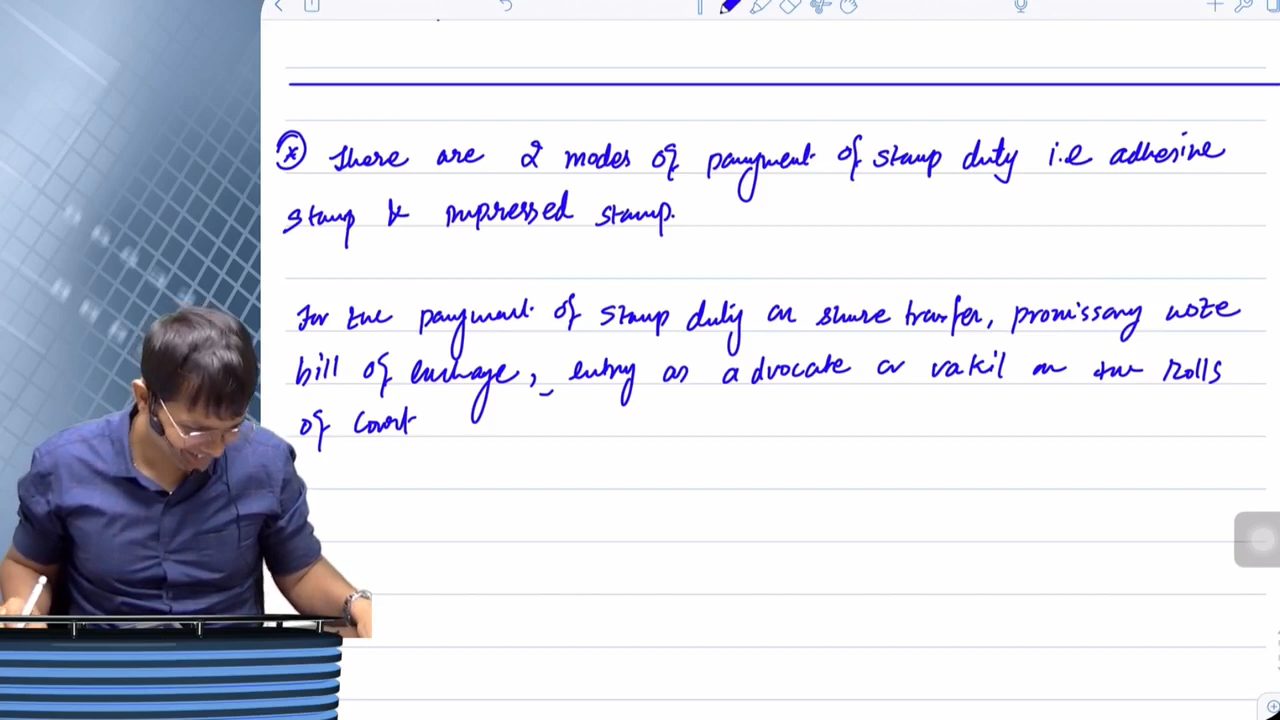 There are 2 modes of payment of stamp duty i.e adhesive
stamp & impressed stamp.
For the payment of stamp duty on share transfer, promissory note
bill of exchange, entry as advocate or vakil on the rolls
of Court